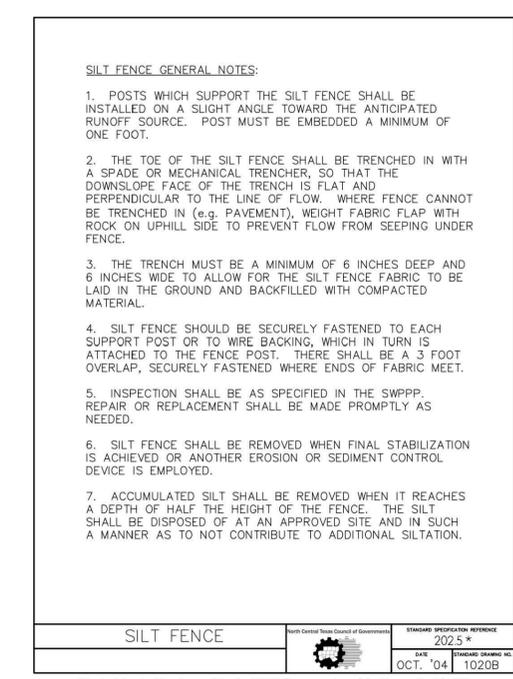 SILT FENCE GENERAL NOTES:
1. POSTS WHICH SUPPORT THE SILT FENCE SHALL BE
INSTALLED ON A SLIGHT ANGLE TOWARD THE ANTICIPATED
RUNOFF SOURCE. POST MUST BE EMBEDDED A MINIMUM OF
ONE FOOT.
2. THE TOE OF THE SILT FENCE SHALL BE TRENCHED IN WITH
A SPADE OR MECHANICAL TRENCHER, SO THAT THE
DOWNSLOPE FACE OF THE TRENCH IS FLAT AND
PERPENDICULAR TO THE LINE OF FLOW. WHERE FENCE CANNOT
BE TRENCHED IN (e.g. PAVEMENT), WEIGHT FABRIC FLAP WITH
ROCK ON UPHILL SIDE TO PREVENT FLOW FROM SEEPING UNDER
FENCE.
3. THE TRENCH MUST BE A MINIMUM OF 6 INCHES DEEP AND
6 INCHES WIDE TO ALLOW FOR THE SILT FENCE FABRIC TO BE
LAID IN THE GROUND AND BACKFILLED WITH COMPACTED
MATERIAL.
4. SILT FENCE SHOULD BE SECURELY FASTENED TO EACH
SUPPORT POST OR TO WIRE BACKING, WHICH IN TURN IS
ATTACHED TO THE FENCE POST. THERE SHALL BE A 3 FOOT
OVERLAP, SECURELY FASTENED WHERE ENDS OF FABRIC MEET.
5. INSPECTION SHALL BE AS SPECIFIED IN THE SWPPP.
REPAIR OR REPLACEMENT SHALL BE MADE PROMPTLY AS
NEEDED.
6. SILT FENCE SHALL BE REMOVED WHEN FINAL STABILIZATION
IS ACHIEVED OR ANOTHER EROSION OR SEDIMENT CONTROL
DEVICE IS EMPLOYED.
7. ACCUMULATED SILT SHALL BE REMOVED WHEN IT REACHES
A DEPTH OF HALF THE HEIGHT OF THE FENCE. THE SILT
SHALL BE DISPOSED OF AT AN APPROVED SITE AND IN SUCH
A MANNER AS TO NOT CONTRIBUTE TO ADDITIONAL SILTATION.
SILT FENCE
North Central Texas Council of Governments
STANDARD SPECIFICATION REFERENCE
202.5 *
DATE
OCT. '04
STANDARD DRAWING NO.
1020B